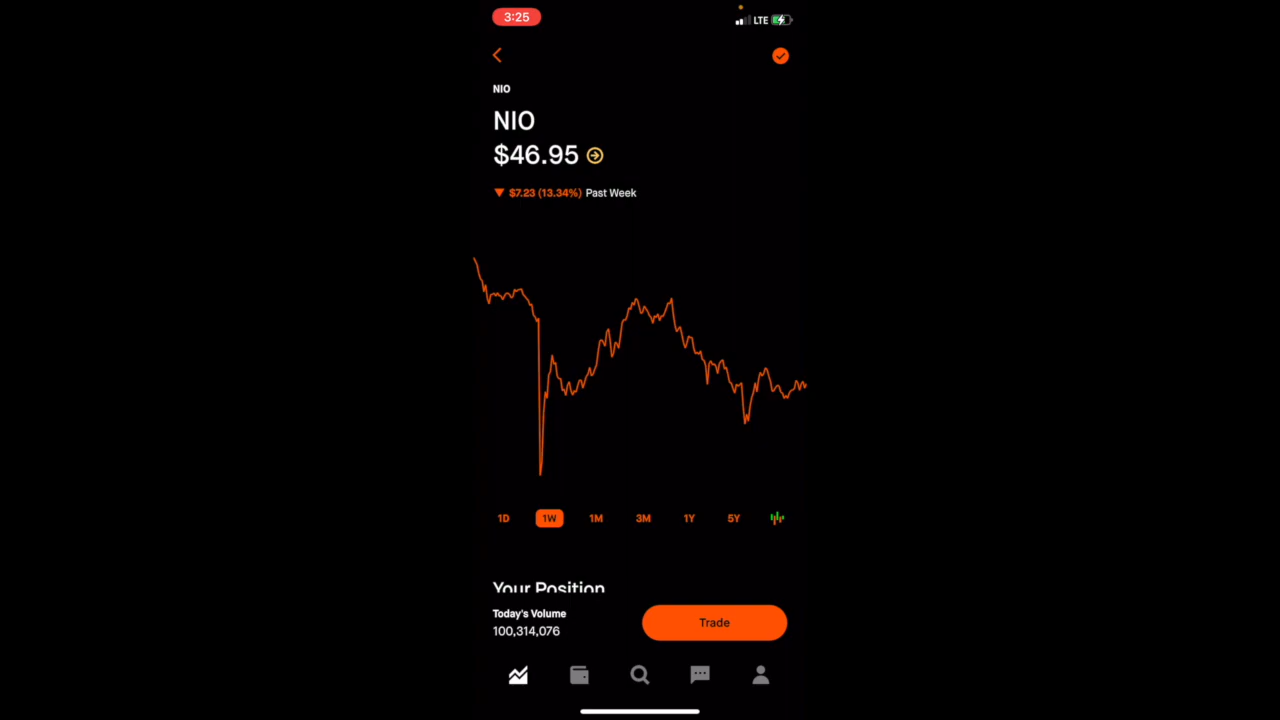 3:25
LTE
NIO
NIO
$46.95
$7.23 (13.34%) Past Week
1D 1W 1M 3M 1Y 5Y
Your Position
Today's Volume
100,314,076
Trade